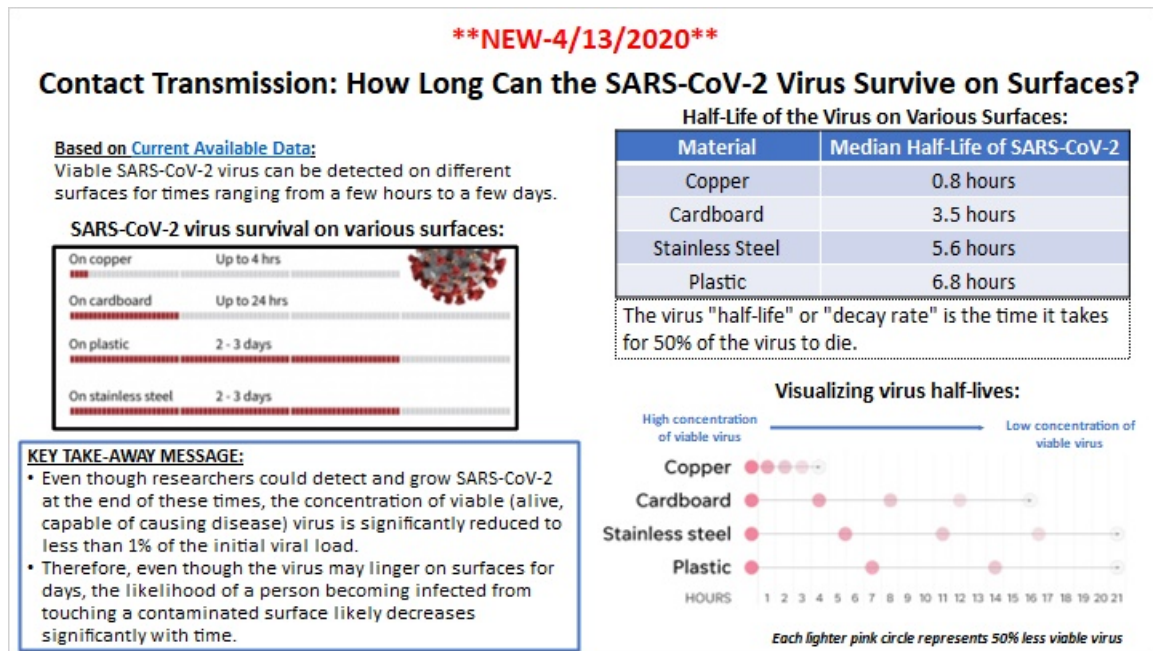 **NEW-4/13/2020**
Contact Transmission: How Long Can the SARS-CoV-2 Virus Survive on Surfaces?
Based on Current Available Data:
Viable SARS-CoV-2 virus can be detected on different
surfaces for times ranging from a few hours to a few days.
SARS-CoV-2 virus survival on various surfaces:
On copper Up to 4 hrs
On cardboard Up to 24 hrs
On plastic 2 - 3 days
On stainless steel 2 - 3 days
KEY TAKE-AWAY MESSAGE:
• Even though researchers could detect and grow SARS-CoV-2
at the end of these times, the concentration of viable (alive,
capable of causing disease) virus is significantly reduced to
less than 1% of the initial viral load.
• Therefore, even though the virus may linger on surfaces for
days, the likelihood of a person becoming infected from
touching a contaminated surface likely decreases
significantly with time.
Half-Life of the Virus on Various Surfaces:
Material Median Half-Life of SARS-CoV-2
Copper 0.8 hours
Cardboard 3.5 hours
Stainless Steel 5.6 hours
Plastic 6.8 hours
The virus "half-life" or "decay rate" is the time it takes
for 50% of the virus to die.
Visualizing virus half-lives:
High concentration
of viable virus
Low concentration of
viable virus
Copper
Cardboard
Stainless steel
Plastic
HOURS 1 2 3 4 5 6 7 8 9 10 11 12 13 14 15 16 17 18 19 20 21
Each lighter pink circle represents 50% less viable virus